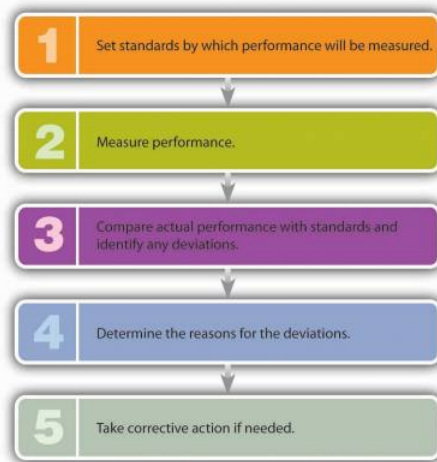 1 Set standards by which performance will be measured.
2 Measure performance.
3 Compare actual performance with standards and
identify any deviations.
4 Determine the reasons for the deviations.
5 Take corrective action if needed.